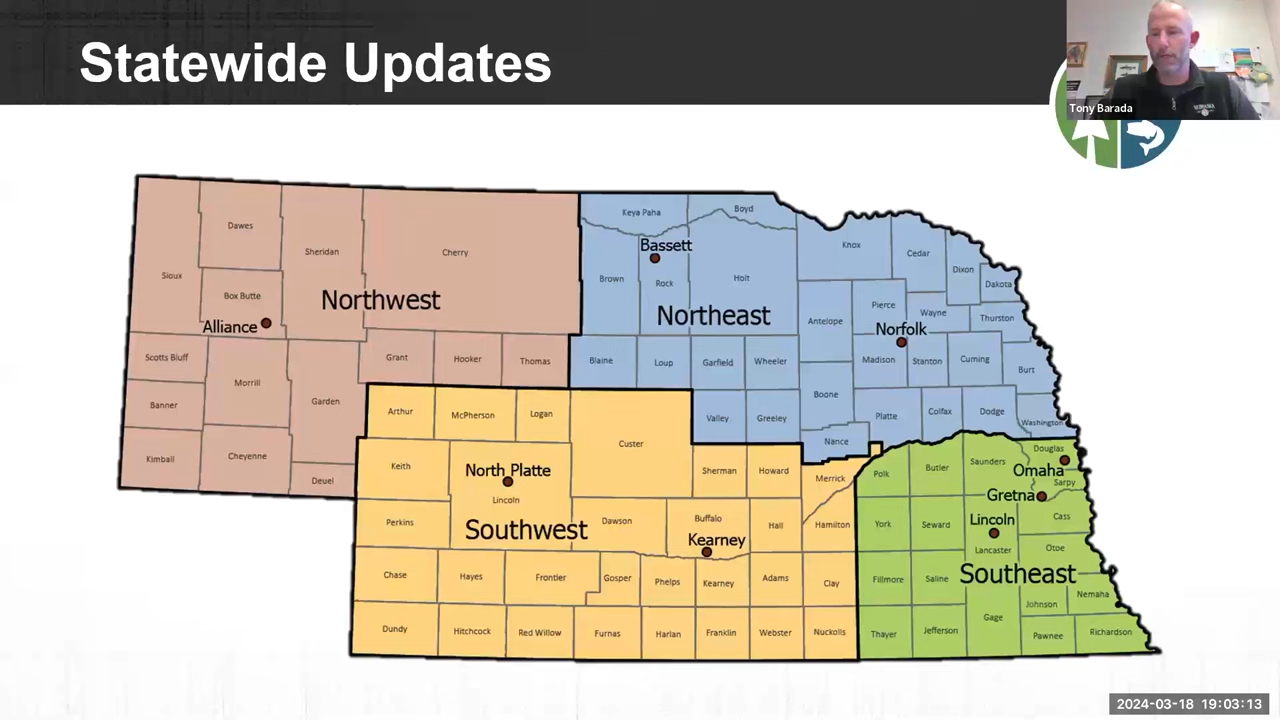 Statewide Updates
Tony Barada
Keya Paha
Boyd
Dawes
Sheridan
Cherry
Bassett
Knox
Cedar
Dixon
Dakota
Sioux
Brown
Rock
Holt
Box Butte
Northwest
Northeast
Antelope
Pierce
Wayne
Thurston
Alliance
Norfolk
Scotts Bluff
Grant
Hooker
Thomas
Blaine
Loup
Garfield
Wheeler
Madison
Stanton
Cuming
Burt
Morrill
Banner
Garden
Arthur
McPherson
Logan
Boone
Valley
Greeley
Platte
Colfax
Dodge
Washington
Custer
Nance
Kimball
Cheyenne
Deuel
Keith
North Platte
Lincoln
Sherman
Howard
Merrick
Polk
Butler
Saunders
Douglas
Omaha
Sarpy
Gretna
Perkins
Southwest
Dawson
Buffalo
Kearney
Hall
Hamilton
York
Seward
Lincoln
Lancaster
Cass
Otoe
Chase
Hayes
Frontier
Gosper
Phelps
Kearney
Adams
Clay
Fillmore
Saline
Southeast
Nemaha
Johnson
Gage
Dundy
Hitchcock
Red Willow
Furnas
Harlan
Franklin
Webster
Nuckolls
Thayer
Jefferson
Pawnee
Richardson
2024-03-18 19:03:13